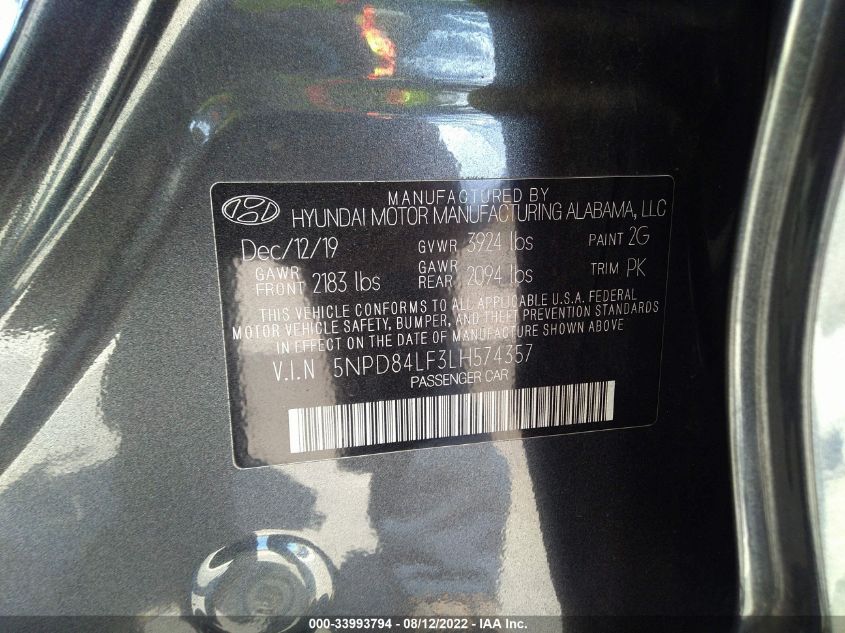 MANUFACTURED BY
HYUNDAI MOTOR MANUFACTURING ALABAMA, LLC
Dec/12/19 GVWR 3924 lbs PAINT 2G
GAWR FRONT 2183 lbs GAWR REAR 2094 lbs TRIM PK
THIS VEHICLE CONFORMS TO ALL APPLICABLE U.S.A. FEDERAL
MOTOR VEHICLE SAFETY, BUMPER, AND THEFT PREVENTION STANDARDS
IN EFFECT ON THE DATE OF MANUFACTURE SHOWN ABOVE
V.I.N 5NPD84LF3LH574357
PASSENGER CAR
000-33993794 - 08/12/2022 - IAA Inc.